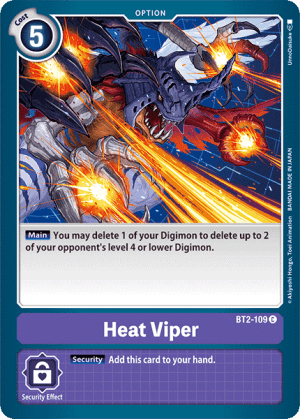 OPTION
Cost
5
Main You may delete 1 of your Digimon to delete up to 2
of your opponent's level 4 or lower Digimon.
UnnoDaisuke
©Akiyoshi Hongo, Toei Animation BANDAI MADE IN JAPAN
BT2-109 C
Heat Viper
Security Add this card to your hand.
Security Effect